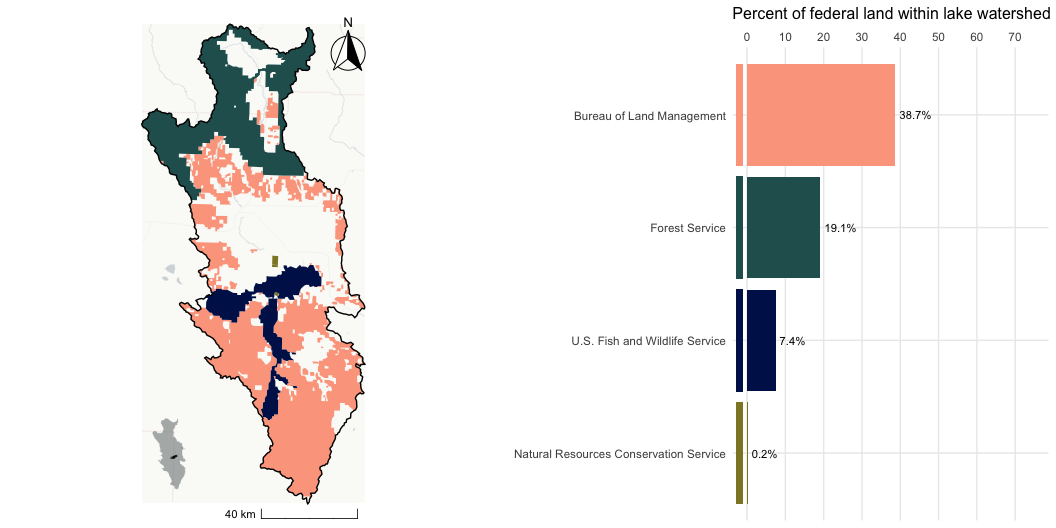 N
40 km
Percent of federal land within lake watershed
0 10 20 30 40 50 60 70
Bureau of Land Management 38.7%
Forest Service 19.1%
U.S. Fish and Wildlife Service 7.4%
Natural Resources Conservation Service 0.2%